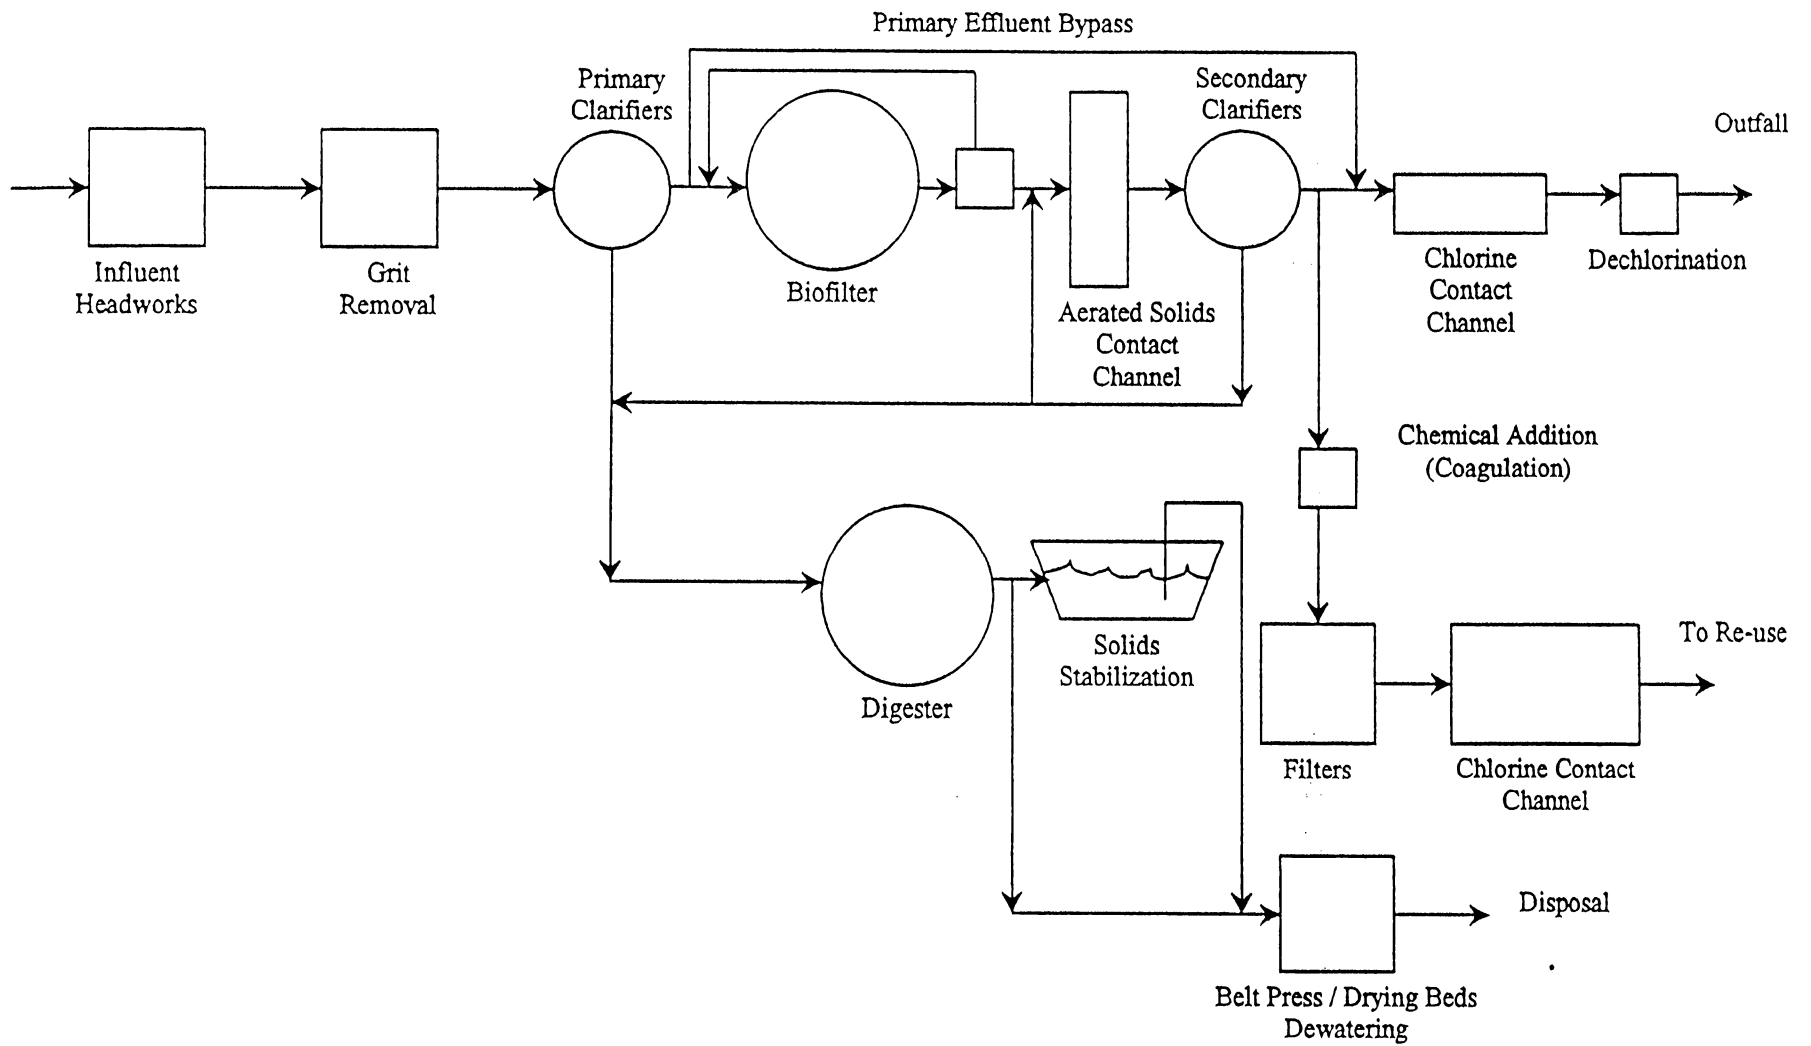 Primary Effluent Bypass
Primary
Clarifiers
Secondary
Clarifiers
Outfall
Influent
Headworks
Grit
Removal
Biofilter
Aerated Solids
Contact
Channel
Chlorine
Contact
Channel
Dechlorination
Chemical Addition
(Coagulation)
Solids
Stabilization
Digester
To Re-use
Filters
Chlorine Contact
Channel
Disposal
Belt Press / Drying Beds
Dewatering